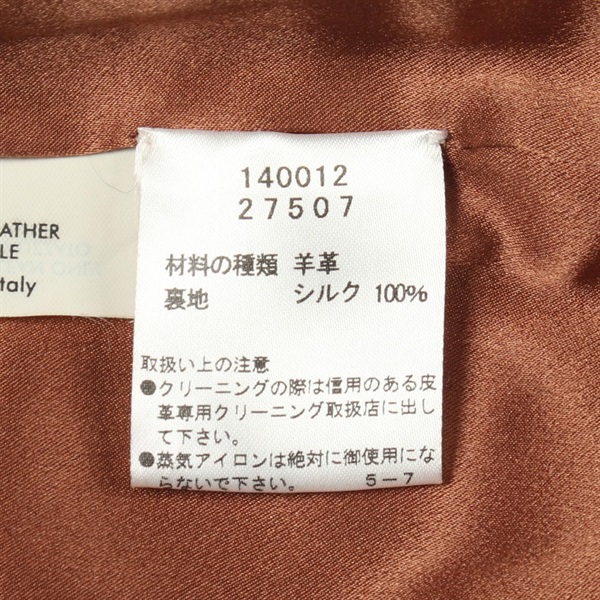 EATHER
LE
taly
140012
27507
材料の種類 羊革
裏地 シルク 100%
取扱い上の注意
●クリーニングの際は信用のある皮
革専用クリーニング取扱店に出し
て下さい。
●蒸気アイロンは絶対に御使用にな
らないで下さい。 5-7